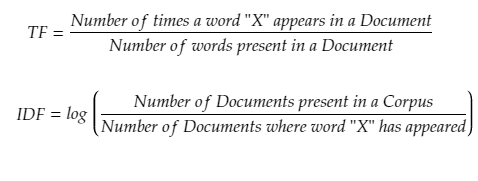 TF = Number of times a word "X" appears in a Document
Number of words present in a Document
IDF = log ( Number of Documents present in a Corpus
Number of Documents where word "X" has appeared )